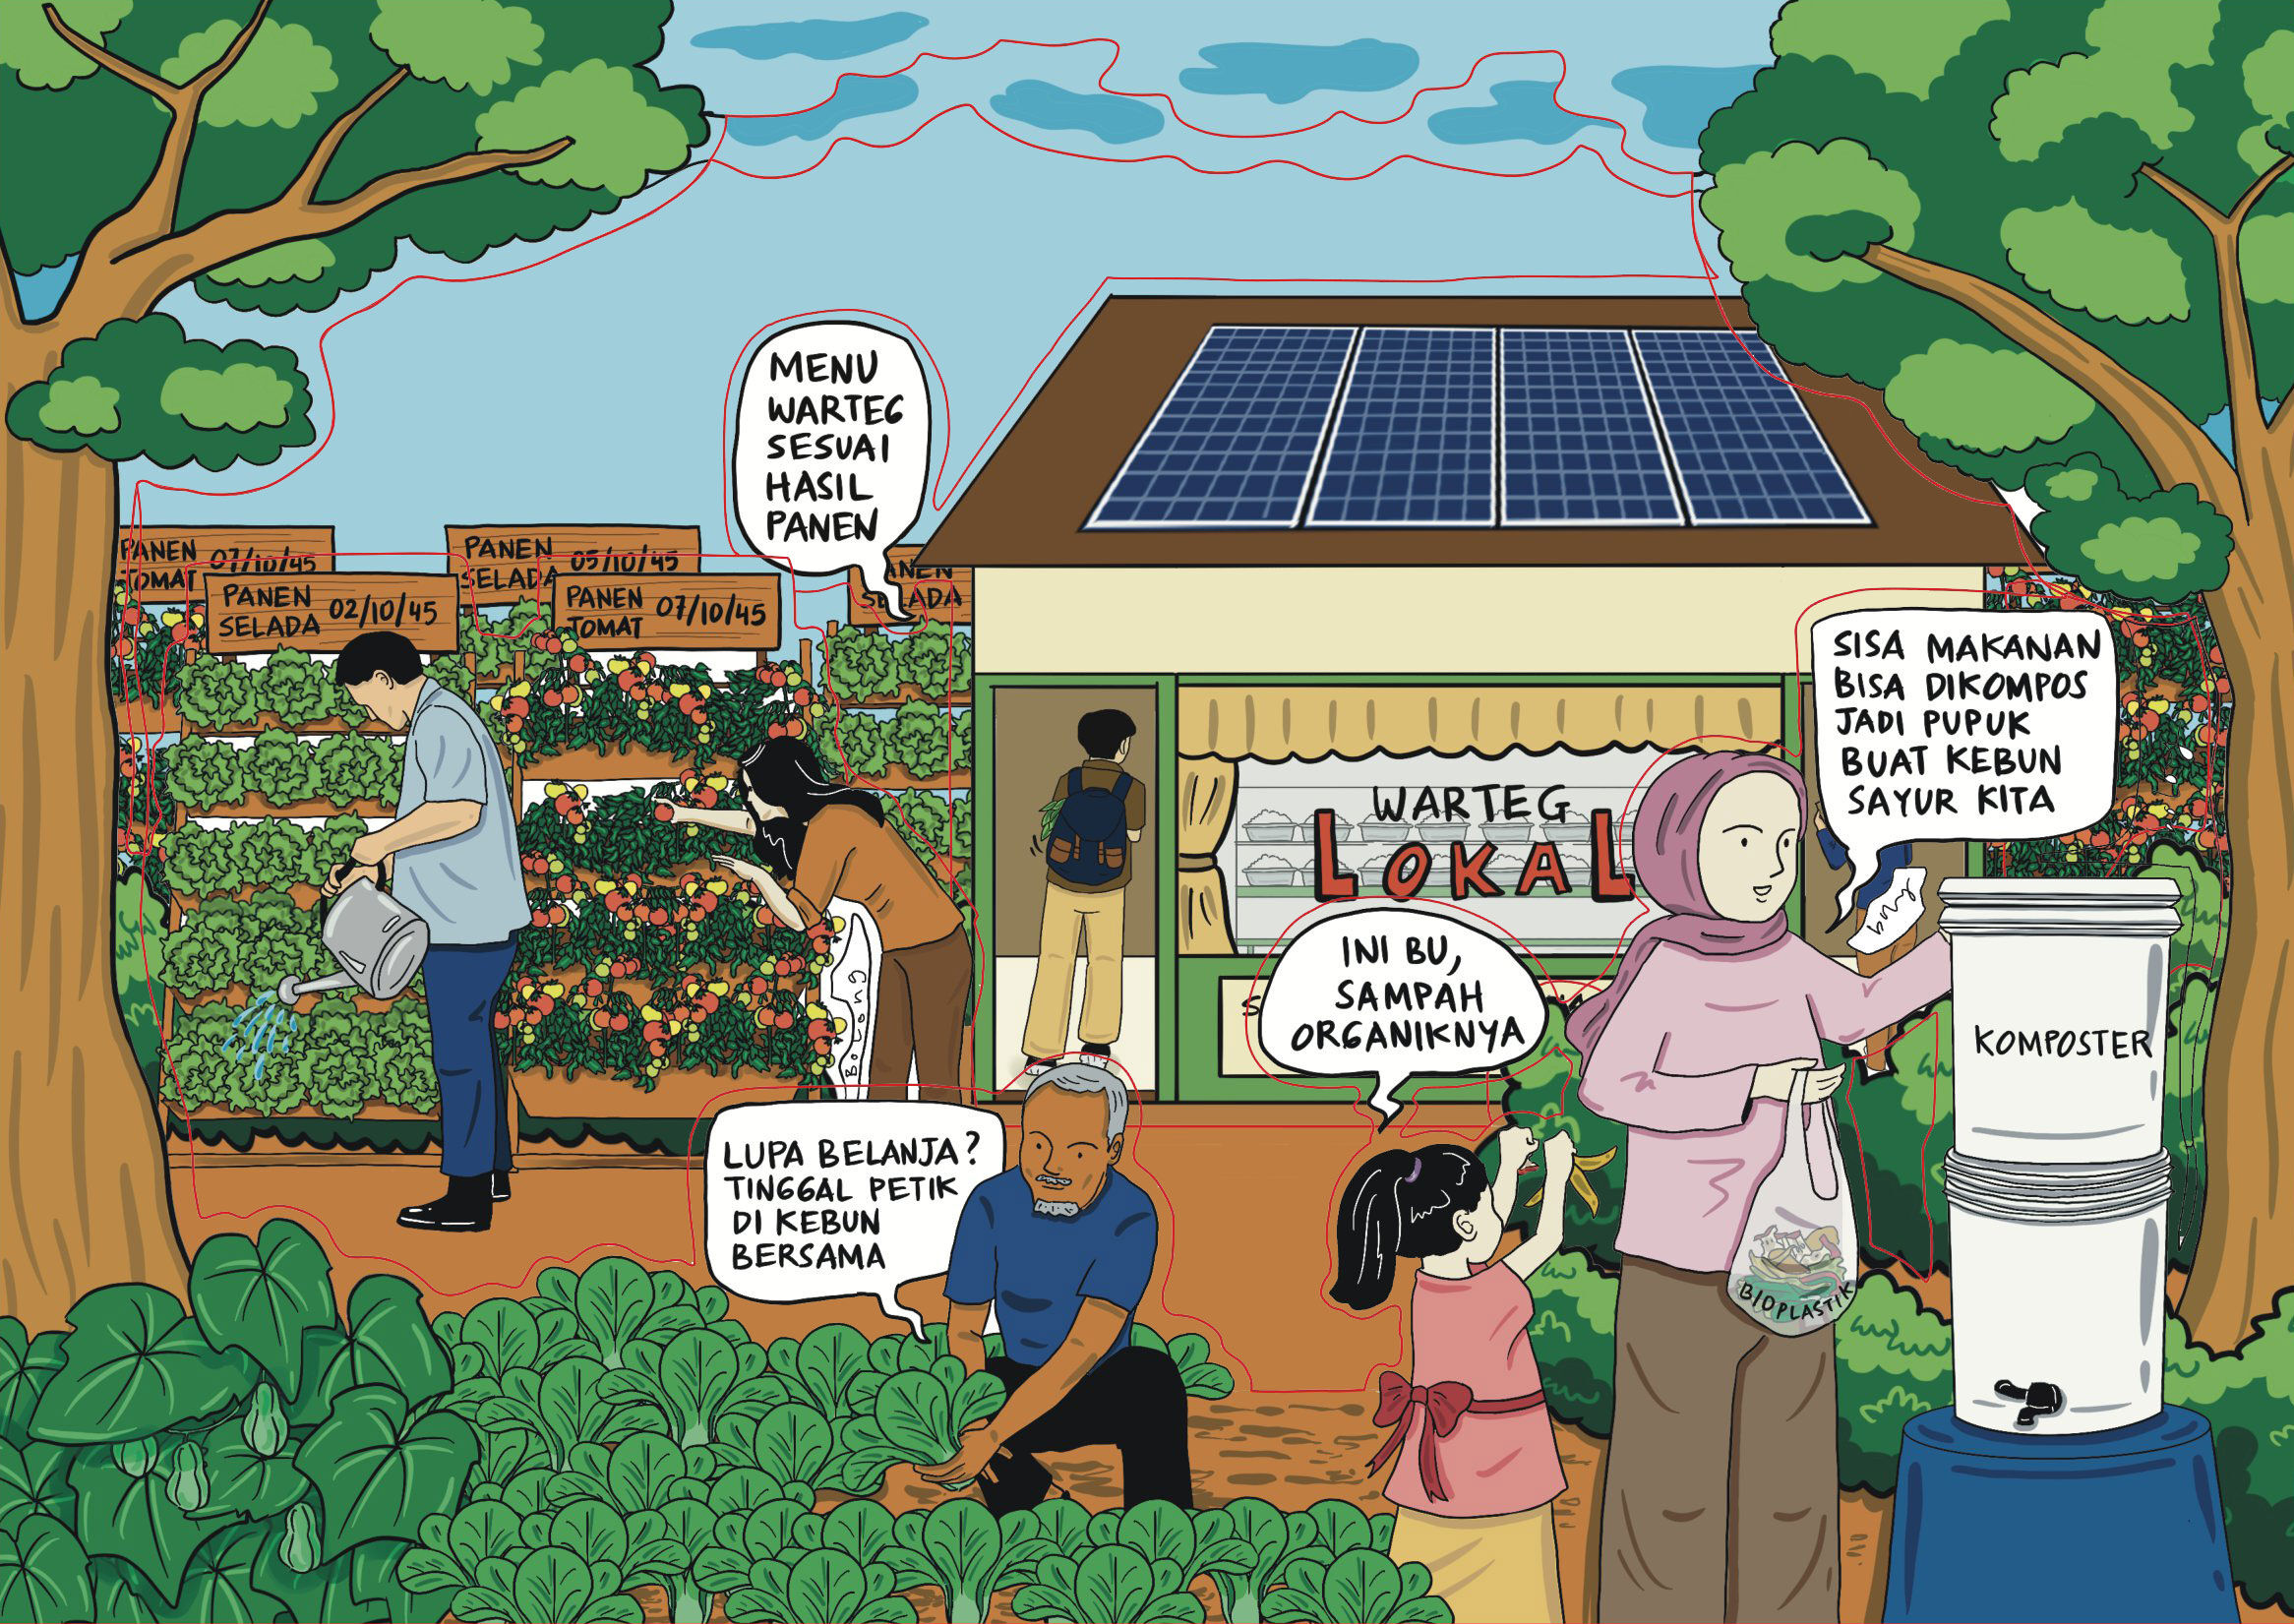 MENU
WARTEG
SESUAI
HASIL
PANEN
PANEN 07/10/45
TOMAT
PANEN 05/10/45
SELADA
PANEN 02/10/45
SELADA
PANEN 07/10/45
TOMAT
SELADA
SISA MAKANAN
BISA DIKOMPOS
JADI PUPUK
BUAT KEBUN
SAYUR KITA
WARTEG
LOKAL
INI BU,
SAMPAH
ORGANIKNYA
KOMPOSTER
LUPA BELANJA?
TINGGAL PETIK
DI KEBUN
BERSAMA
BIOPLASTIK